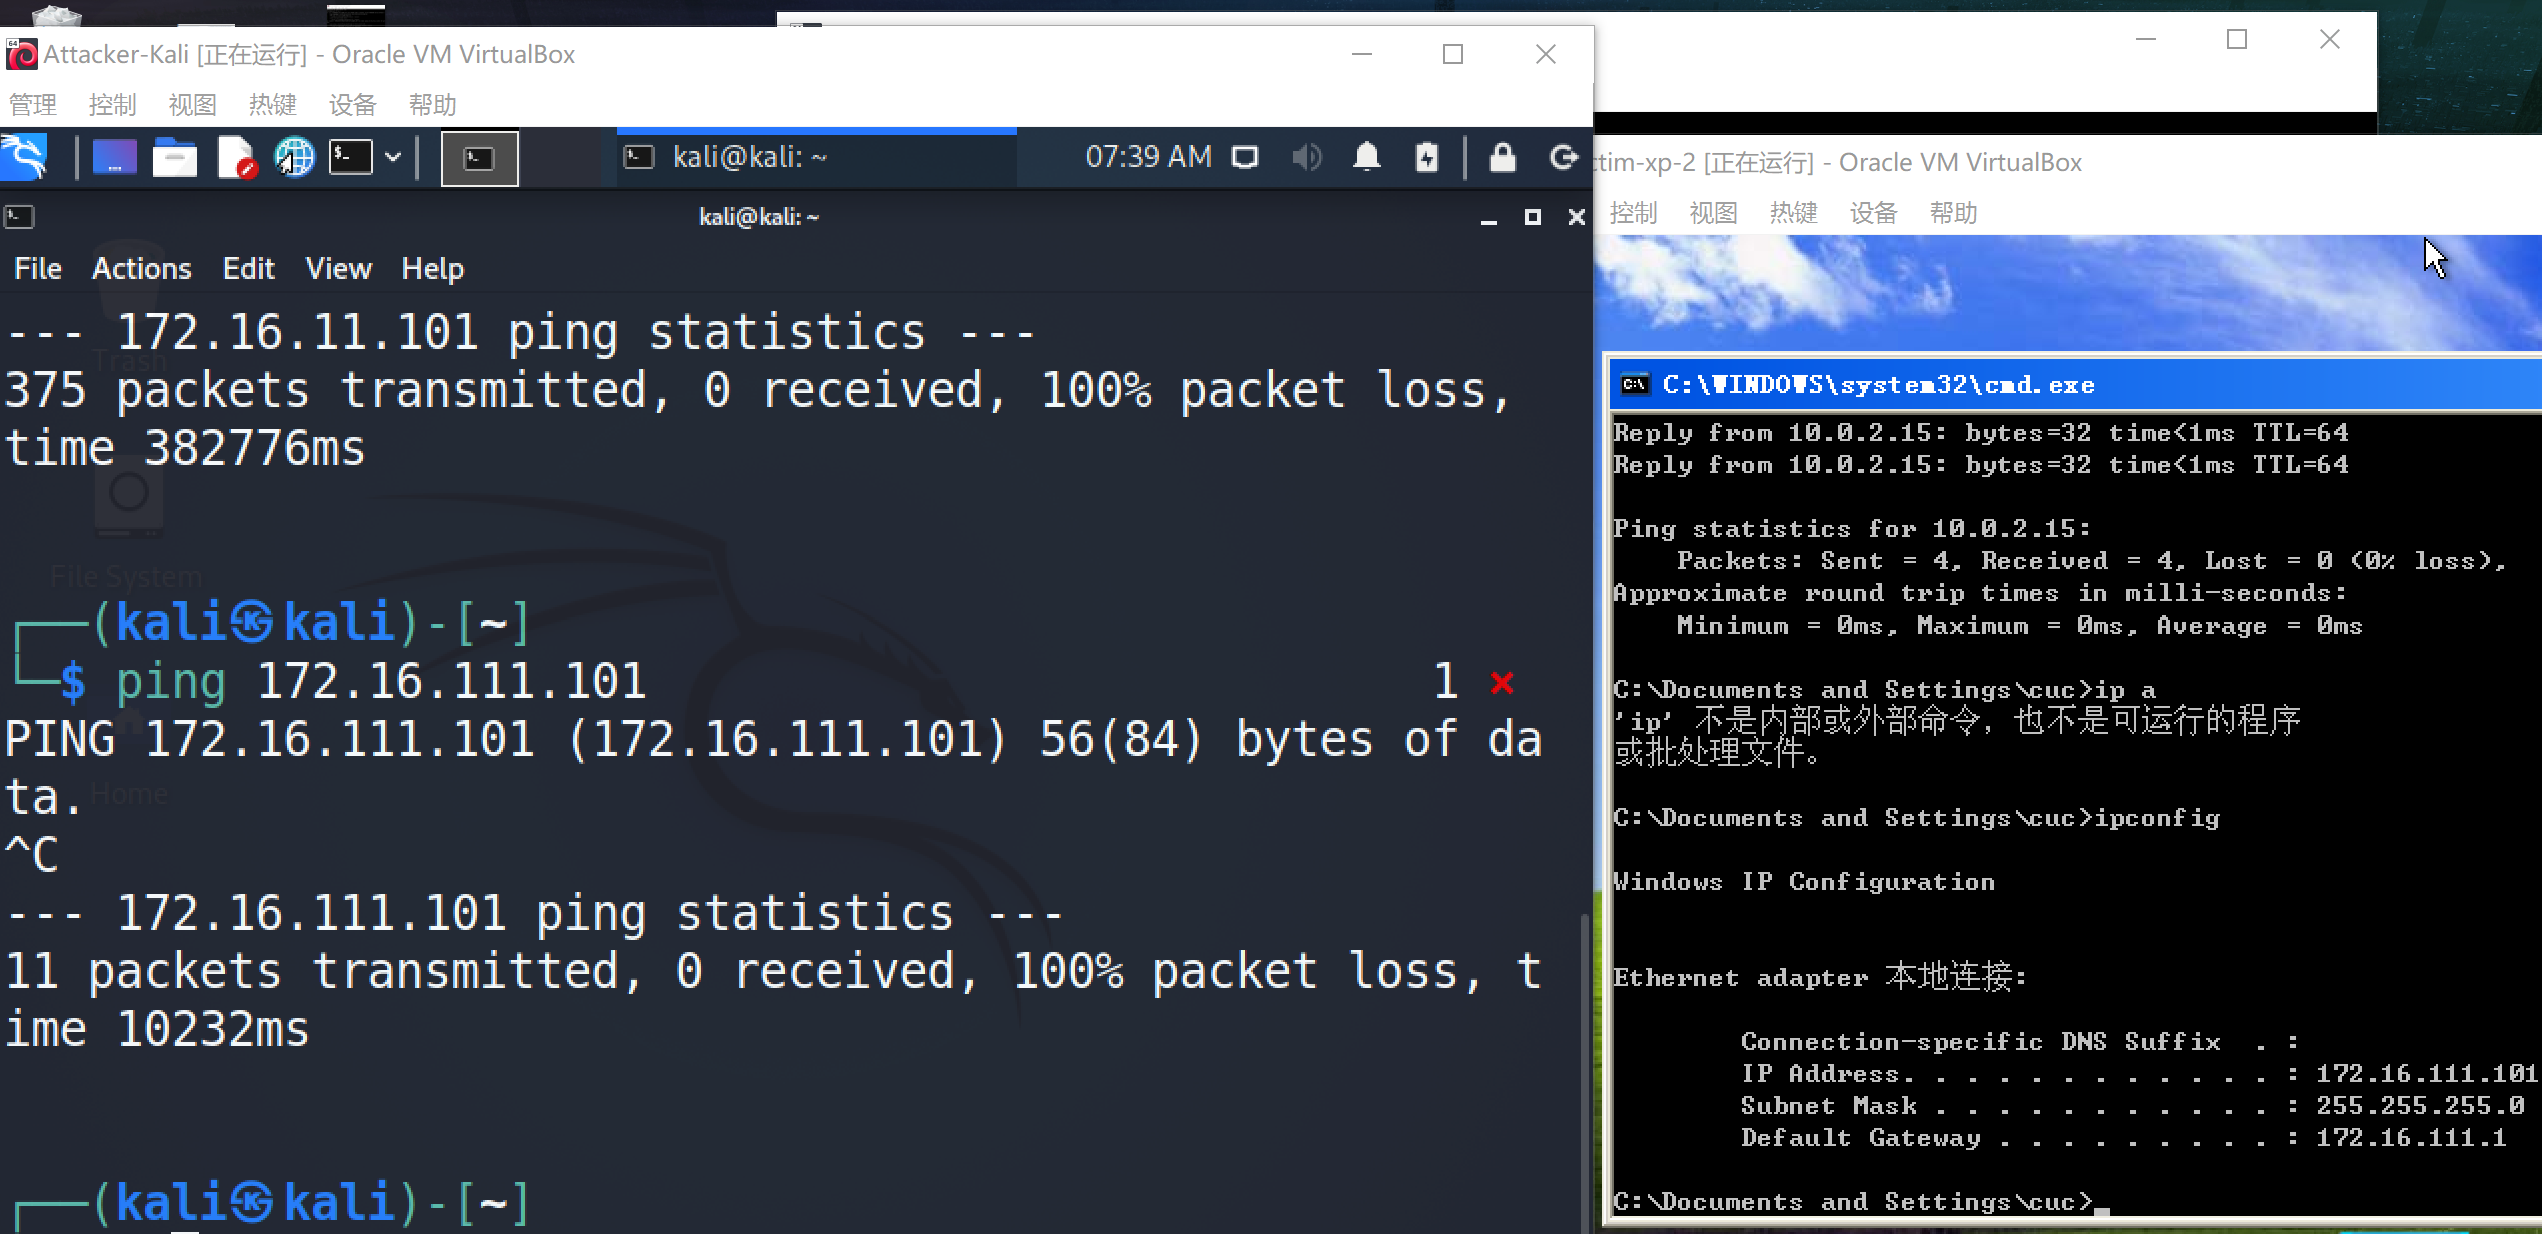 Attacker-Kali [正在运行] - Oracle VM VirtualBox
管理 控制 视图 热键 设备 帮助
kali@kali: ~
07:39 AM
kali@kali: ~
File Actions Edit View Help
Trash
File System
Home
--- 172.16.11.101 ping statistics ---
375 packets transmitted, 0 received, 100% packet loss,
time 382776ms
┌──(kali㉿kali)-[~]
└─$ ping 172.16.111.101 1 ⨯
PING 172.16.111.101 (172.16.111.101) 56(84) bytes of da
ta.
^C
--- 172.16.111.101 ping statistics ---
11 packets transmitted, 0 received, 100% packet loss, t
ime 10232ms
┌──(kali㉿kali)-[~]
ctim-xp-2 [正在运行] - Oracle VM VirtualBox
控制 视图 热键 设备 帮助
C:\WINDOWS\system32\cmd.exe
Reply from 10.0.2.15: bytes=32 time<1ms TTL=64
Reply from 10.0.2.15: bytes=32 time<1ms TTL=64
Ping statistics for 10.0.2.15:
Packets: Sent = 4, Received = 4, Lost = 0 (0% loss),
Approximate round trip times in milli-seconds:
Minimum = 0ms, Maximum = 0ms, Average = 0ms
C:\Documents and Settings\cuc>ip a
'ip' 不是内部或外部命令，也不是可运行的程序
或批处理文件。
C:\Documents and Settings\cuc>ipconfig
Windows IP Configuration
Ethernet adapter 本地连接:
Connection-specific DNS Suffix . :
IP Address. . . . . . . . . . . . : 172.16.111.101
Subnet Mask . . . . . . . . . . . : 255.255.255.0
Default Gateway . . . . . . . . . : 172.16.111.1
C:\Documents and Settings\cuc>